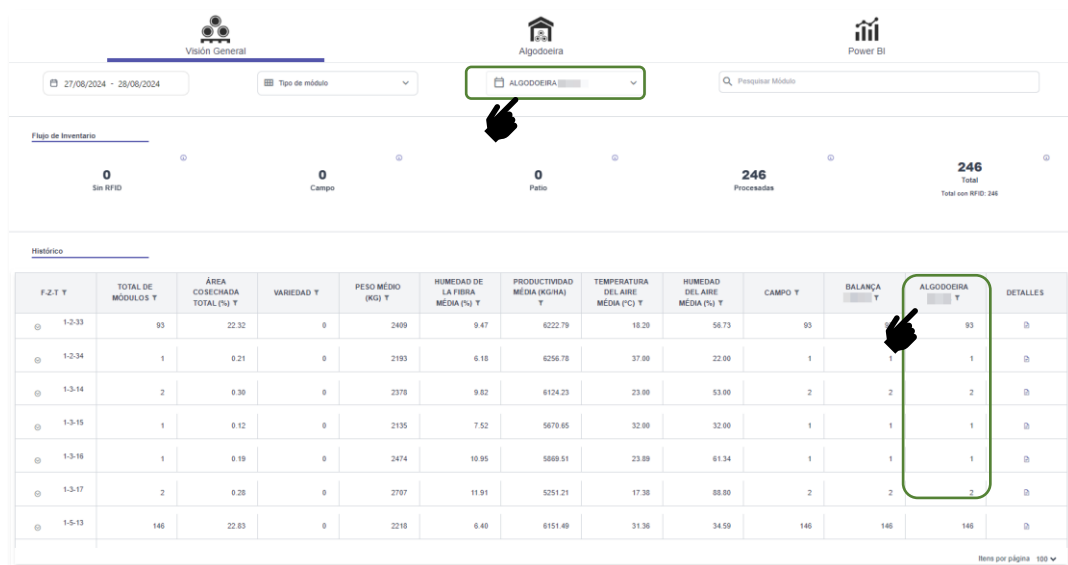 Visión General
Algodoeira
Power BI
27/08/2024 - 28/08/2024
Tipo de módulo
ALGODOEIRA
Pesquisar Módulo
Flujo de Inventario
0
Sin RFID
0
Campo
0
Patio
246
Procesadas
246
Total
Total con RFID: 246
Histórico
F-Z-T TOTAL DE MÓDULOS ÁREA COSECHADA TOTAL (%) VARIEDAD PESO MÉDIO (KG) HUMEDAD DE LA FIBRA MÉDIA (%) PRODUCTIVIDAD MÉDIA (KG/HA) TEMPERATURA DEL AIRE MÉDIA (ºC) HUMEDAD DEL AIRE MÉDIA (%) CAMPO BALANÇA ALGODOEIRA DETALLES
1-2-33 93 22.32 0 2409 9.47 6222.79 18.20 56.73 93 93
1-2-34 1 0.21 0 2193 6.18 6256.78 37.00 22.00 1 1 1
1-3-14 2 0.30 0 2378 9.82 6124.23 23.00 53.00 2 2 2
1-3-15 1 0.12 0 2135 7.52 5670.65 32.00 32.00 1 1 1
1-3-16 1 0.19 0 2474 10.95 5869.51 23.89 61.34 1 1 1
1-3-17 2 0.28 0 2707 11.91 5251.21 17.38 88.80 2 2 2
1-5-13 146 22.83 0 2218 6.40 6151.49 31.36 34.59 146 146 146
Itens por página 100